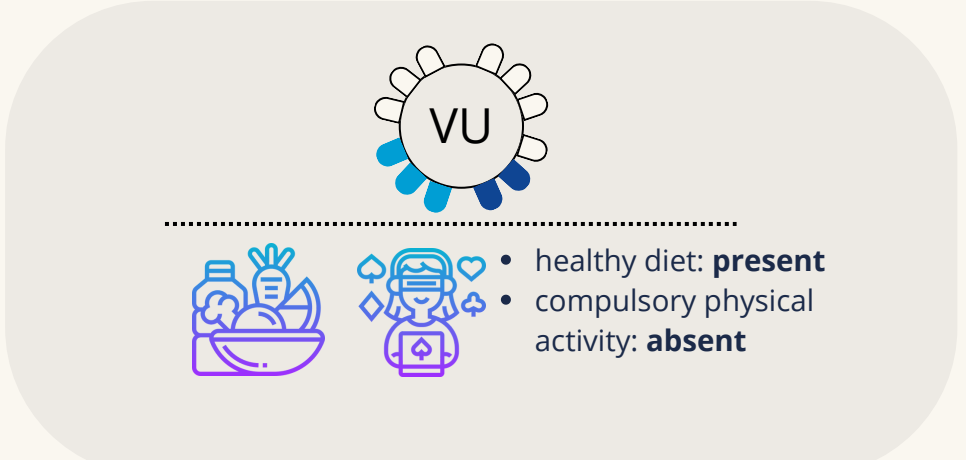 VU
• healthy diet: present
• compulsory physical
activity: absent